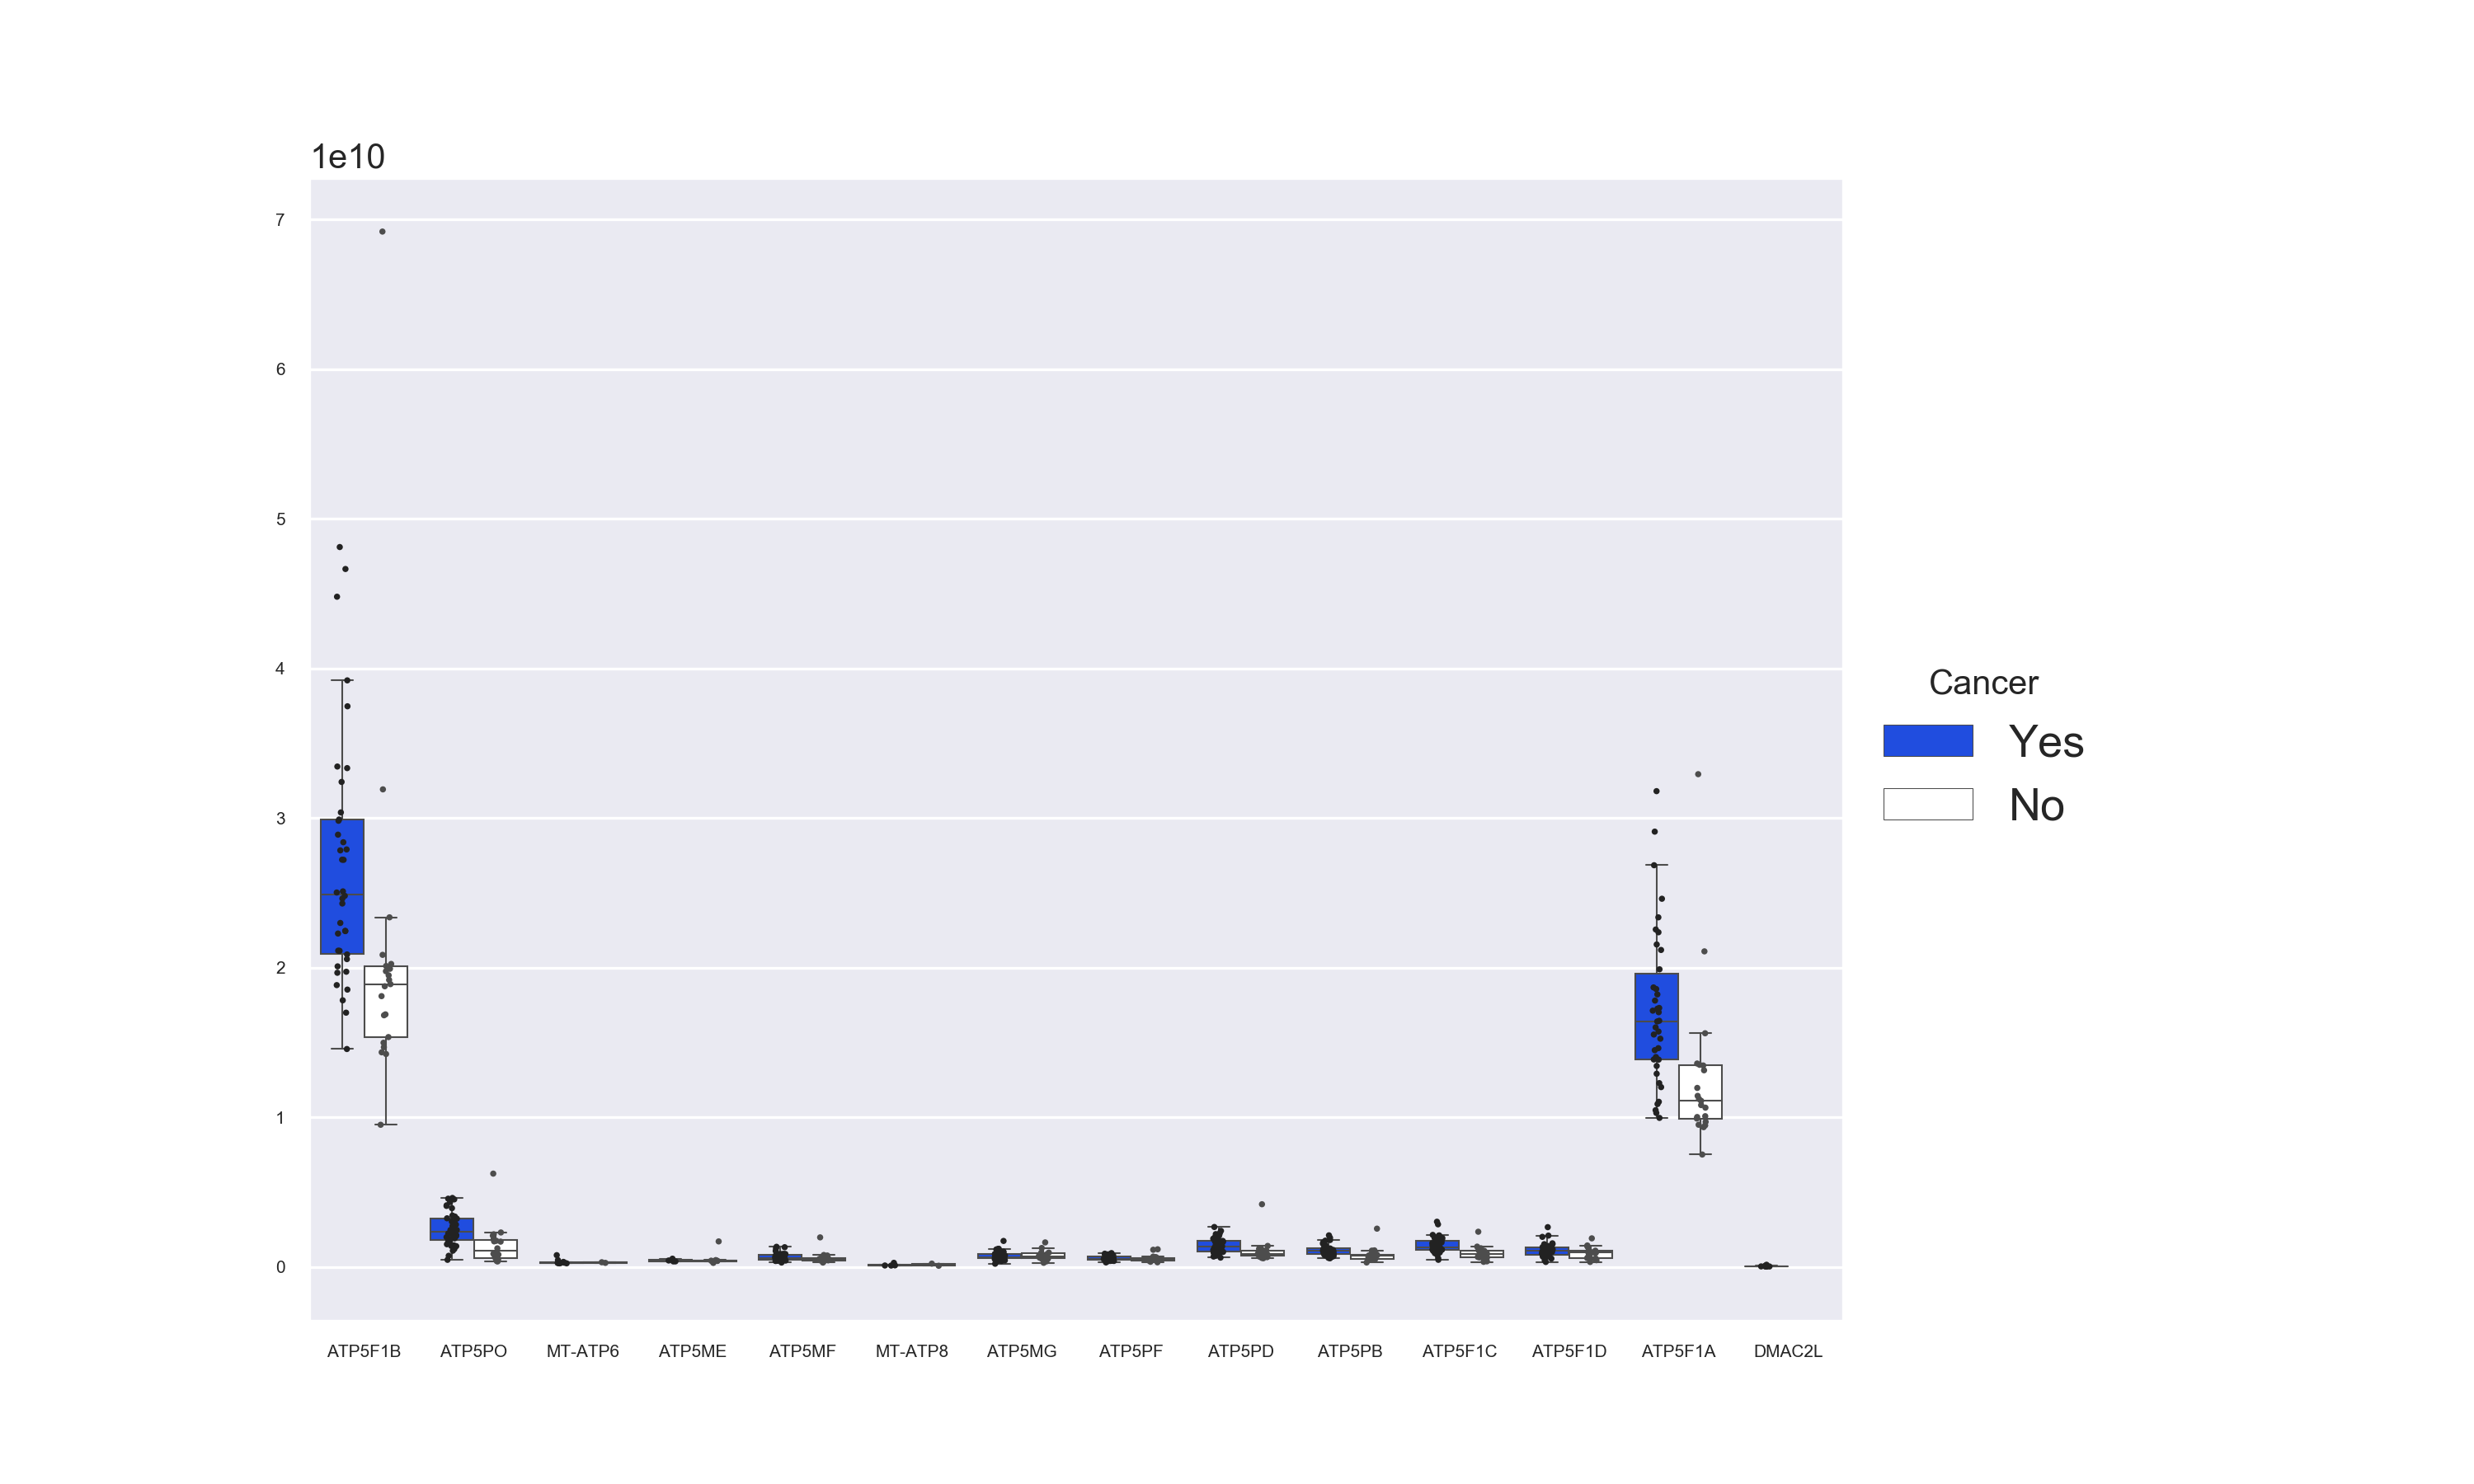 1e10
7
6
5
4
3
2
1
0
ATP5F1B ATP5PO MT-ATP6 ATP5ME ATP5MF MT-ATP8 ATP5MG ATP5PF ATP5PD ATP5PB ATP5F1C ATP5F1D ATP5F1A DMAC2L
Cancer
Yes
No